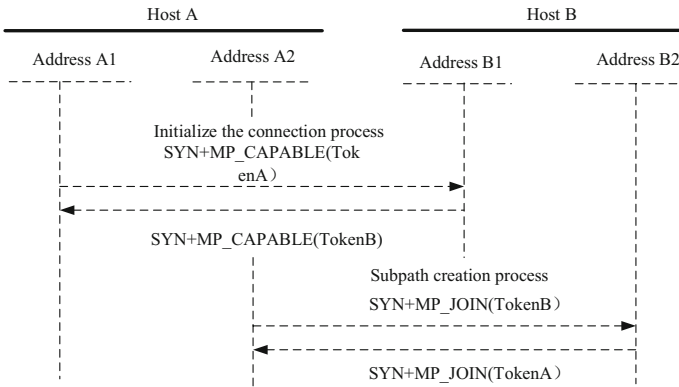 Host A
Host B
Address A1
Address A2
Address B1
Address B2
Initialize the connection process
SYN+MP_CAPABLE(Tok
enA）
SYN+MP_CAPABLE(TokenB)
Subpath creation process
SYN+MP_JOIN(TokenB）
SYN+MP_JOIN(TokenA）